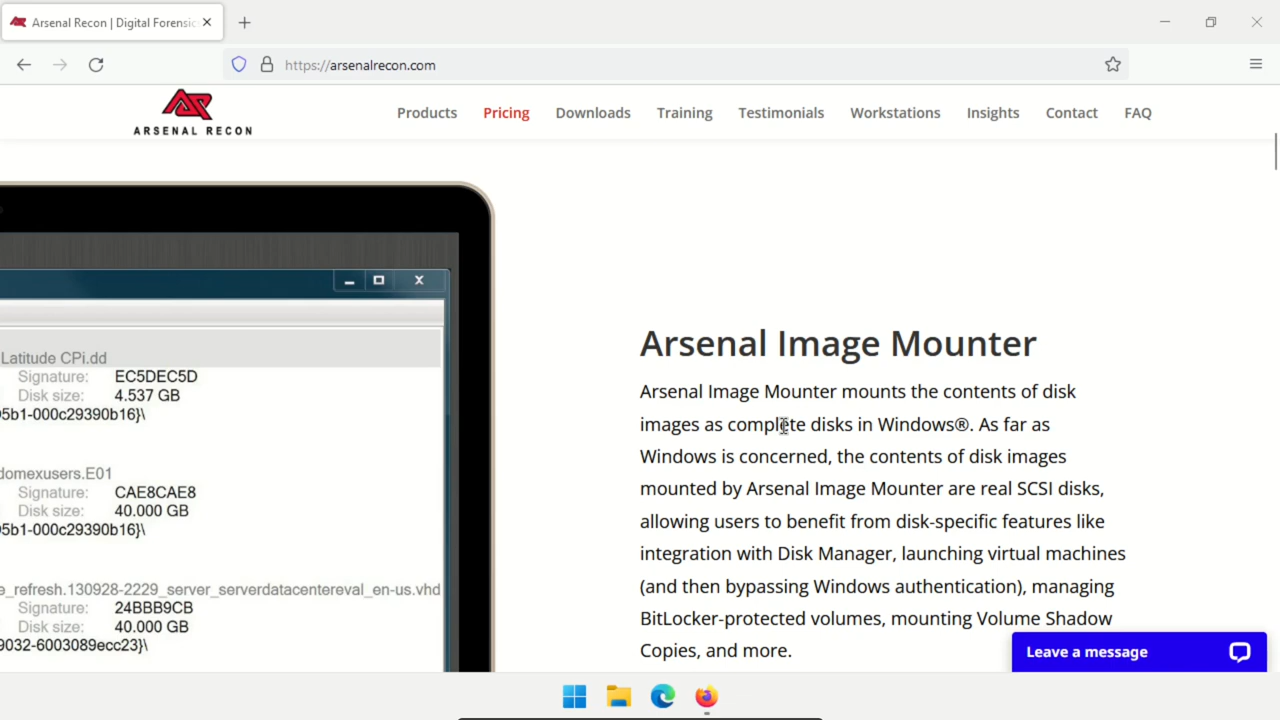 Arsenal Recon | Digital Forensic
https://arsenalrecon.com
ARSENAL RECON
Products
Pricing
Downloads
Training
Testimonials
Workstations
Insights
Contact
FAQ
Latitude CPi.dd
Signature: EC5DEC5D
Disk size: 4.537 GB
95b1-000c29390b16}\
domexusers.E01
Signature: CAE8CAE8
Disk size: 40.000 GB
95b1-000c29390b16}\
e_refresh.130928-2229_server_serverdatacentereval_en-us.vhd
Signature: 24BBB9CB
Disk size: 40.000 GB
9032-6003089ecc23}\
Arsenal Image Mounter
Arsenal Image Mounter mounts the contents of disk
images as complete disks in Windows®. As far as
Windows is concerned, the contents of disk images
mounted by Arsenal Image Mounter are real SCSI disks,
allowing users to benefit from disk-specific features like
integration with Disk Manager, launching virtual machines
(and then bypassing Windows authentication), managing
BitLocker-protected volumes, mounting Volume Shadow
Copies, and more.
Leave a message